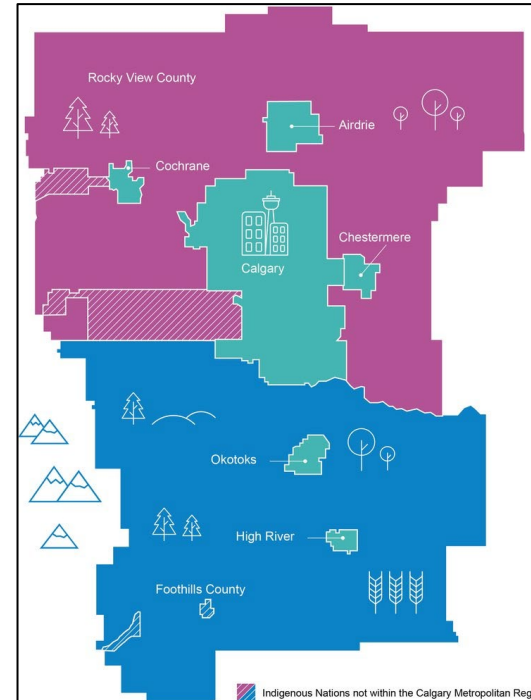 Rocky View County
Airdrie
Cochrane
Chestermere
Calgary
Okotoks
High River
Foothills County
Indigenous Nations not within the Calgary Metropolitan Reg